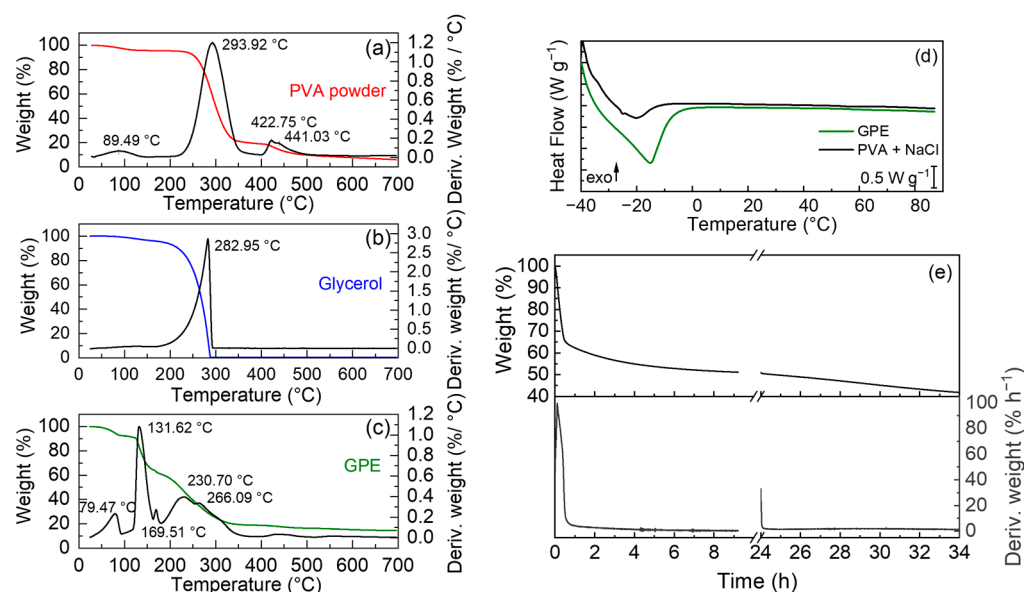 (a)
293.92 °C
PVA powder
89.49 °C
422.75 °C
441.03 °C
Weight (%)
100
80
60
40
20
0
1.2
1.0
0.8
0.6
0.4
0.2
0.0
Deriv. Weight (% / °C)
0 100 200 300 400 500 600 700
Temperature (°C)
(b)
282.95 °C
Glycerol
Weight (%)
100
80
60
40
20
0
3.0
2.5
2.0
1.5
1.0
0.5
0.0
Deriv. weight (%/ °C)
0 100 200 300 400 500 600 700
Temperature (°C)
(c)
131.62 °C
GPE
230.70 °C
266.09 °C
79.47 °C
169.51 °C
Weight (%)
100
80
60
40
20
0
1.2
1.0
0.8
0.6
0.4
0.2
0.0
Deriv. weight (%/ °C)
0 100 200 300 400 500 600 700
Temperature (°C)
(d)
Heat Flow (W g⁻¹)
GPE
PVA + NaCl
exo
0.5 W g⁻¹
−40 −20 0 20 40 60 80
Temperature (°C)
(e)
Weight (%)
100
90
80
70
60
50
40
100
80
60
40
20
0
Deriv. weight (% h⁻¹)
0 2 4 6 8 24 26 28 30 32 34
Time (h)